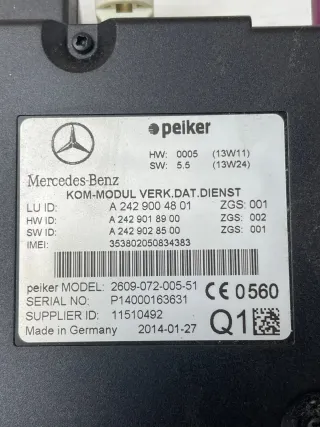 peiker
HW: 0005 (13W11)
SW: 5.5 (13W24)
Mercedes-Benz
KOM-MODUL VERK.DAT.DIENST
LU ID: A 242 900 48 01 ZGS: 001
HW ID: A 242 901 89 00 ZGS: 002
SW ID: A 242 902 85 00 ZGS: 001
IMEI: 353802050834383
peiker MODEL: 2609-072-005-51
CE 0560
SERIAL NO: P14000163631
SUPPLIER ID: 11510492
Made in Germany 2014-01-27
Q1